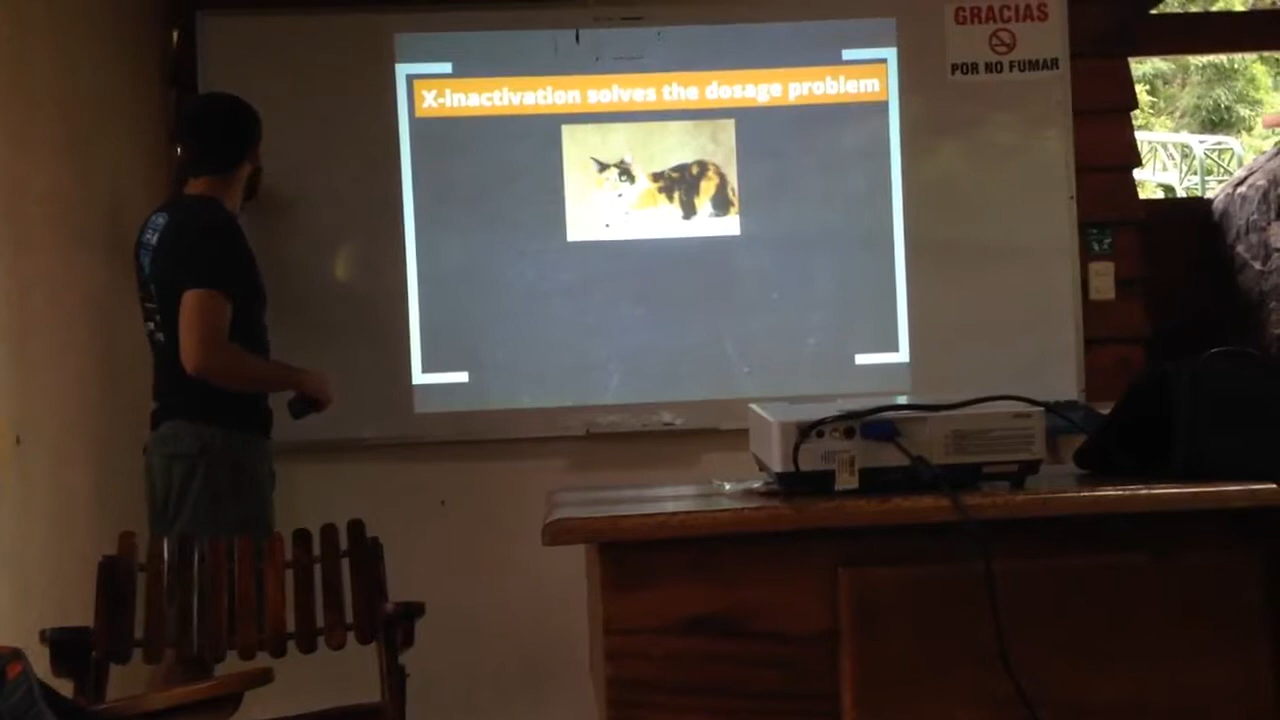 X-inactivation solves the dosage problem
GRACIAS
POR NO FUMAR